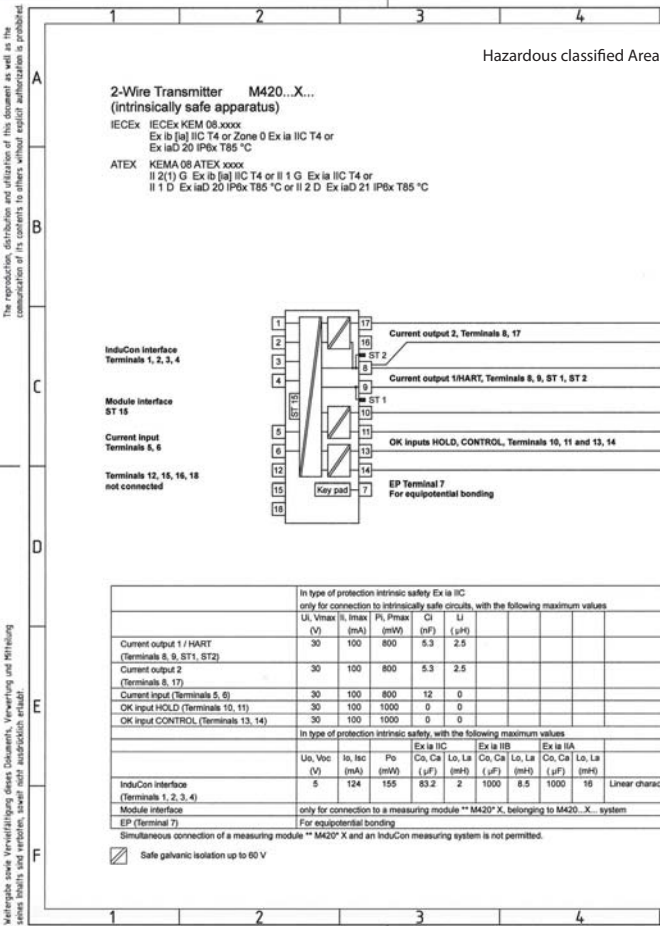 1 2 3 4
Hazardous classified Area
A
2-Wire Transmitter M420...X...
(intrinsically safe apparatus)
IECEx IECEx KEM 08.xxxx
Ex ib [ia] IIC T4 or Zone 0 Ex ia IIC T4 or
Ex iaD 20 IP6x T85 °C
ATEX KEMA 08 ATEX xxxx
II 2(1) G Ex ib [ia] IIC T4 or II 1 G Ex ia IIC T4 or
II 1 D Ex iaD 20 IP6x T85 °C or II 2 D Ex iaD 21 IP6x T85 °C
The reproduction, distribution and utilization of this document as well as the
communication of its contents to others without explicit authorization is prohibited.
B
C
InduCon interface
Terminals 1, 2, 3, 4
Module interface
ST 15
Current input
Terminals 5, 6
Terminals 12, 15, 16, 18
not connected
1
2
3
4
ST 15
5
6
12
15
18
Key pad
17
16
ST 2
8
9
ST 1
10
11
13
14
7
Current output 2, Terminals 8, 17
Current output 1/HART, Terminals 8, 9, ST 1, ST 2
OK inputs HOLD, CONTROL, Terminals 10, 11 and 13, 14
EP Terminal 7
For equipotential bonding
D
In type of protection intrinsic safety Ex ia IIC
only for connection to intrinsically safe circuits, with the following maximum values
Ui, Vmax Ii, Imax Pi, Pmax Ci Li
(V) (mA) (mW) (nF) (µH)
Current output 1 / HART 30 100 800 5.3 2.5
(Terminals 8, 9, ST1, ST2)
Current output 2 30 100 800 5.3 2.5
(Terminals 8, 17)
Current input (Terminals 5, 6) 30 100 800 12 0
OK input HOLD (Terminals 10, 11) 30 100 1000 0 0
OK input CONTROL (Terminals 13, 14) 30 100 1000 0 0
In type of protection intrinsic safety, with the following maximum values
Ex ia IIC Ex ia IIB Ex ia IIA
Uo, Voc Io, Isc Po Co, Ca Lo, La Co, Ca Lo, La Co, Ca Lo, La
(V) (mA) (mW) (µF) (mH) (µF) (mH) (µF) (mH)
InduCon interface 5 124 155 83.2 2 1000 8.5 1000 16 Linear charac
(Terminals 1, 2, 3, 4)
Module interface only for connection to a measuring module ** M420* X, belonging to M420...X... system
EP (Terminal 7) For equipotential bonding
Simultaneous connection of a measuring module ** M420* X and an InduCon measuring system is not permitted.
Safe galvanic isolation up to 60 V
E
F
Weitergabe sowie Vervielfältigung dieses Dokuments, Verwertung und Mitteilung
seines Inhalts sind verboten, soweit nicht ausdrücklich erlaubt.
1 2 3 4